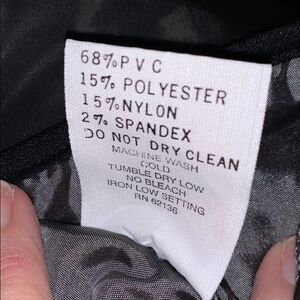 68% PVC
15% POLYESTER
15% NYLON
2% SPANDEX
DO NOT DRY CLEAN
MACHINE WASH
COLD
TUMBLE DRY LOW
NO BLEACH
IRON LOW SETTING
RN 62136